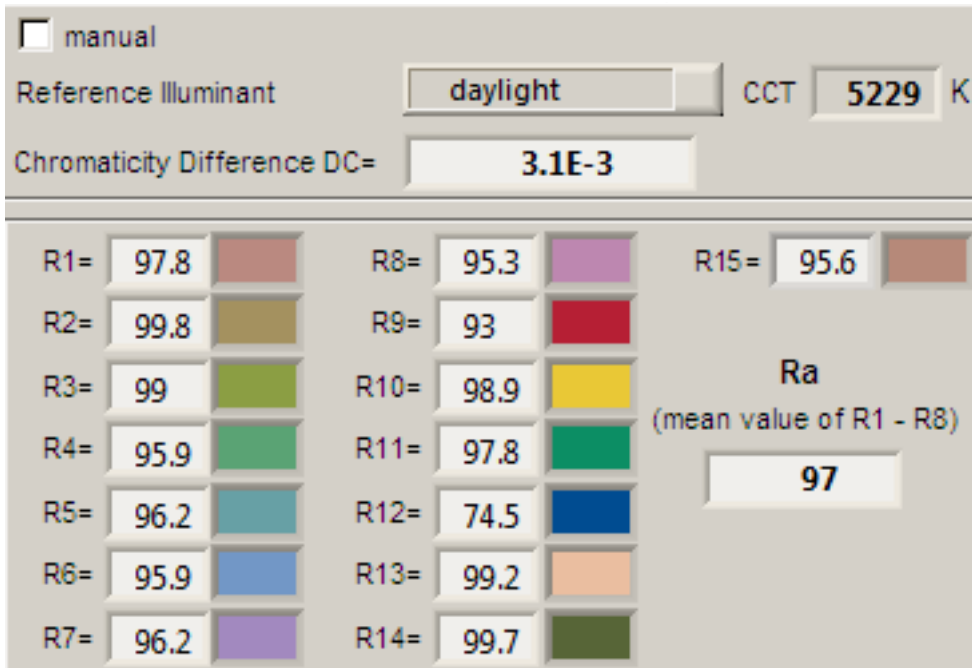 manual
Reference Illuminant daylight CCT 5229 K
Chromaticity Difference DC= 3.1E-3
R1= 97.8 R8= 95.3 R15= 95.6
R2= 99.8 R9= 93
R3= 99 R10= 98.9 Ra
R4= 95.9 R11= 97.8 (mean value of R1 - R8)
R5= 96.2 R12= 74.5 97
R6= 95.9 R13= 99.2
R7= 96.2 R14= 99.7